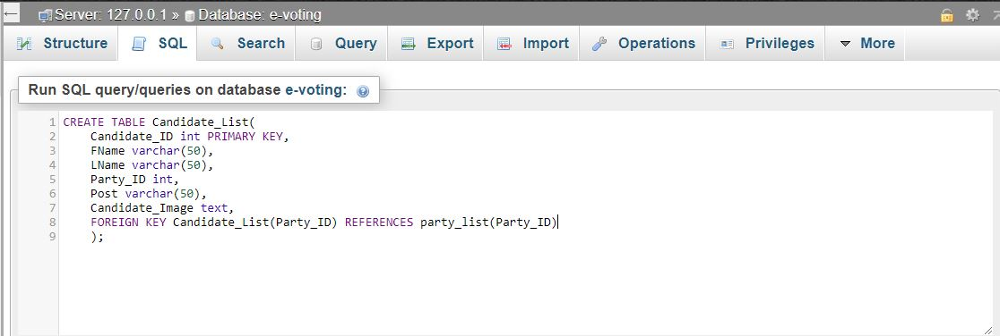 Server: 127.0.0.1 » Database: e-voting
Structure SQL Search Query Export Import Operations Privileges More
Run SQL query/queries on database e-voting:
1 CREATE TABLE Candidate_List(
2 Candidate_ID int PRIMARY KEY,
3 FName varchar(50),
4 LName varchar(50),
5 Party_ID int,
6 Post varchar(50),
7 Candidate_Image text,
8 FOREIGN KEY Candidate_List(Party_ID) REFERENCES party_list(Party_ID)
9 );